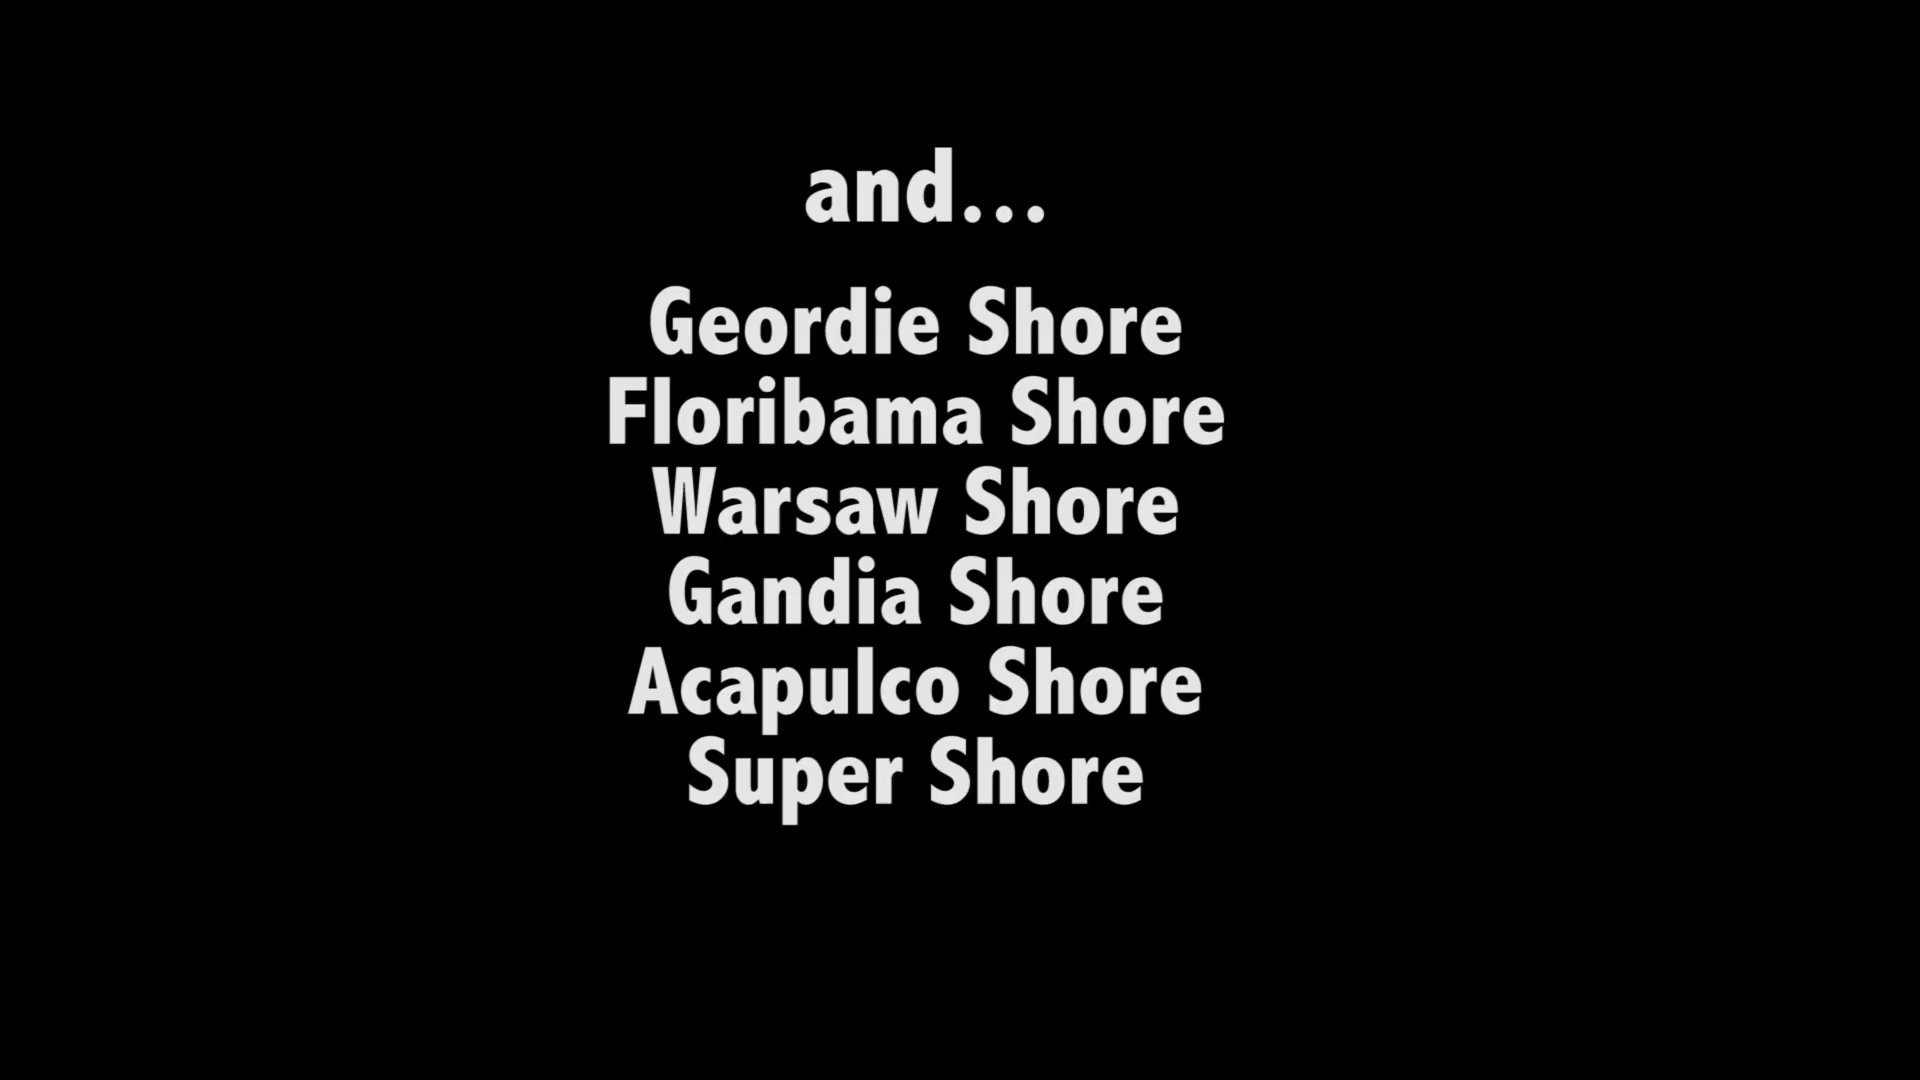 and...
Geordie Shore
Floribama Shore
Warsaw Shore
Gandia Shore
Acapulco Shore
Super Shore